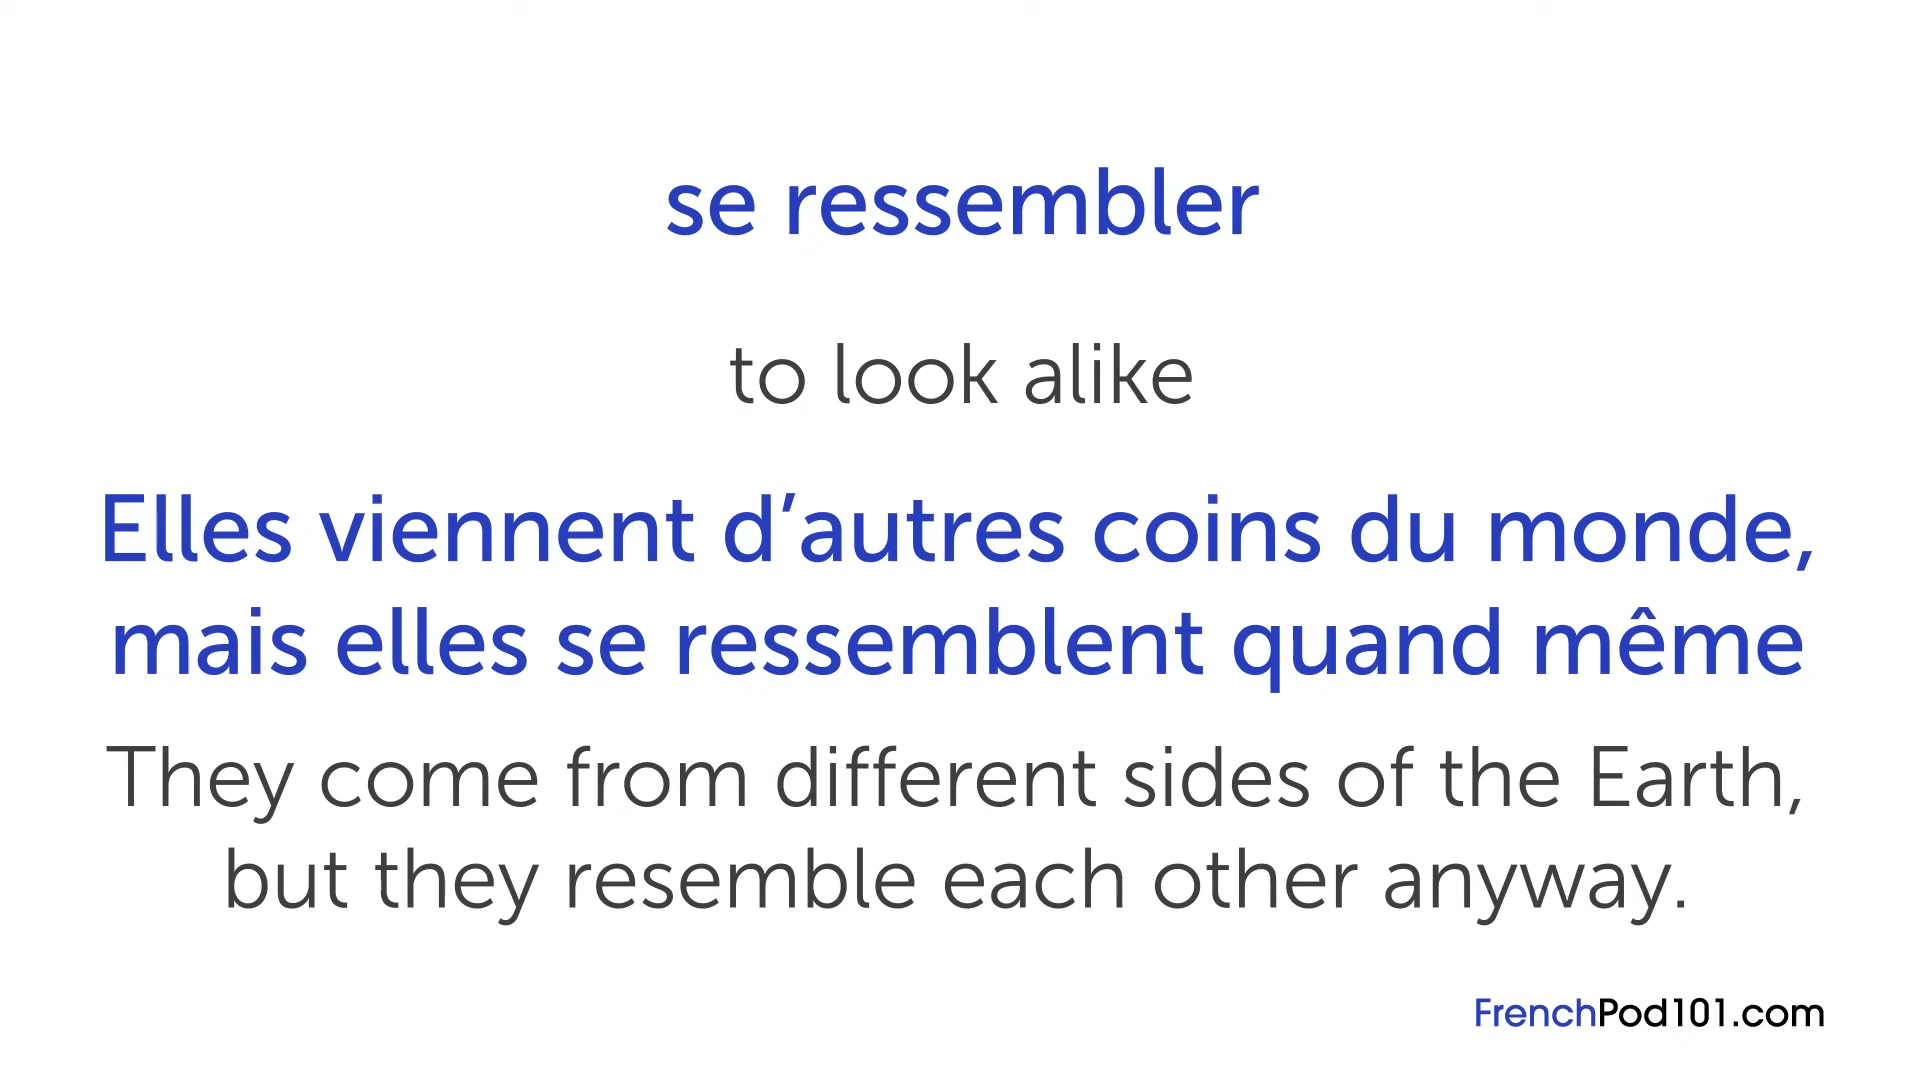 se ressembler
to look alike
Elles viennent d’autres coins du monde,
mais elles se ressemblent quand même
They come from different sides of the Earth,
but they resemble each other anyway.
FrenchPod101.com